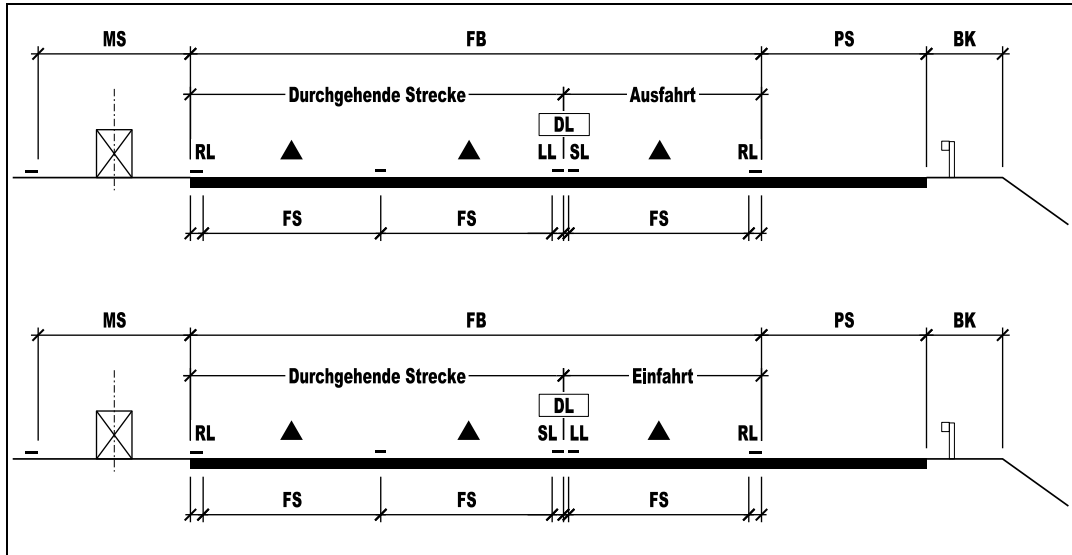 MS FB PS BK
Durchgehende Strecke Ausfahrt
DL
RL LL SL RL
FS FS FS
MS FB PS BK
Durchgehende Strecke Einfahrt
DL
RL SL LL RL
FS FS FS